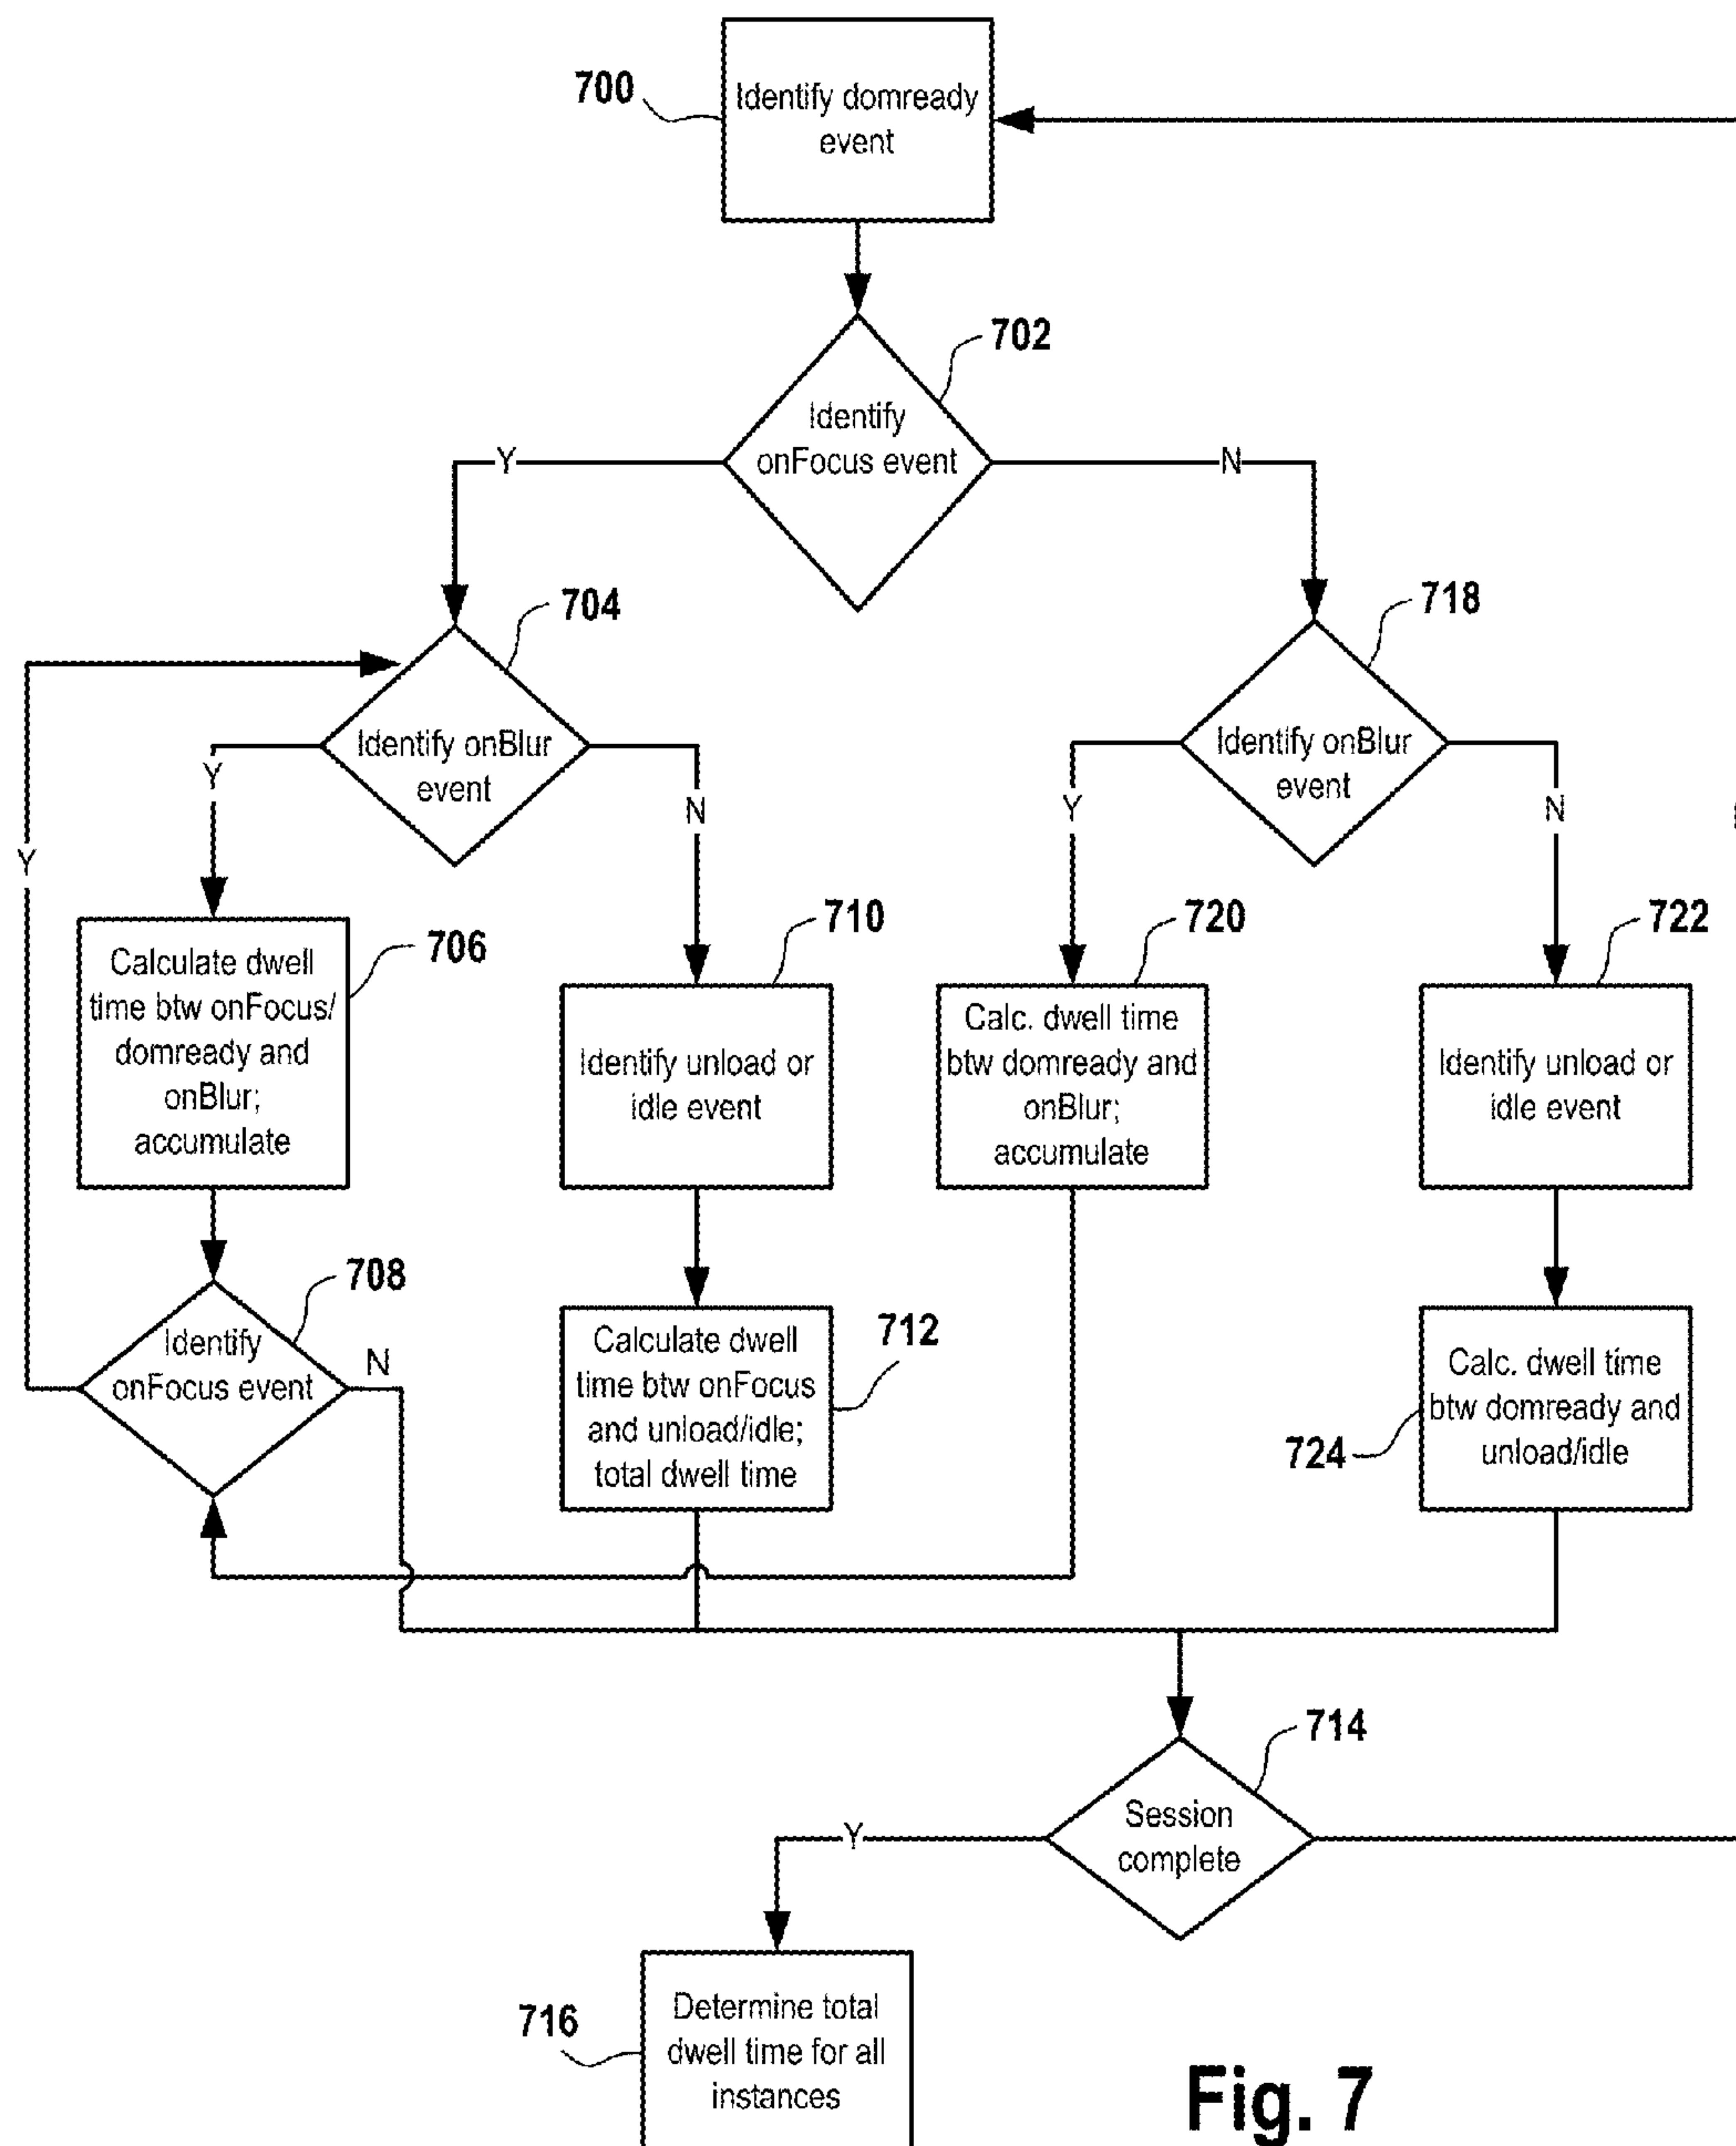 700
Identify domready
event
702
Identify
onFocus event
Y
N
704
Identify onBlur
event
718
Identify onBlur
event
Y
Y
N
Y
N
706
Calculate dwell
time btw onFocus/
domready and
onBlur;
accumulate
710
Identify unload or
idle event
720
Calc. dwell time
btw domready and
onBlur;
accumulate
722
Identify unload or
idle event
708
Identify
onFocus event
N
712
Calculate dwell
time btw onFocus
and unload/idle;
total dwell time
724
Calc. dwell time
btw domready and
unload/idle
714
Session
complete
Y
716
Determine total
dwell time for all
instances
Fig. 7